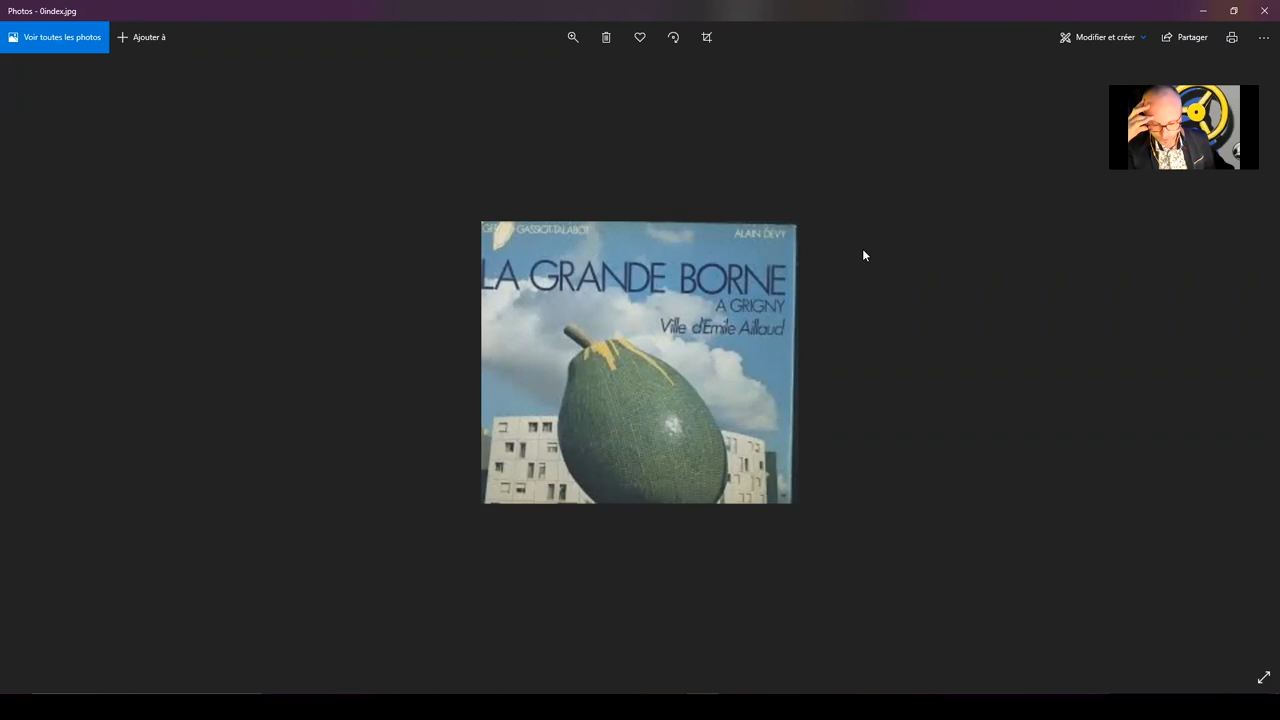 Photos - 0index.jpg
Voir toutes les photos
Ajouter à
Modifier et créer
Partager
GASSIOT-TALABOT
ALAIN DEVY
LA GRANDE BORNE
A GRIGNY
Ville d'Emile Aillaud